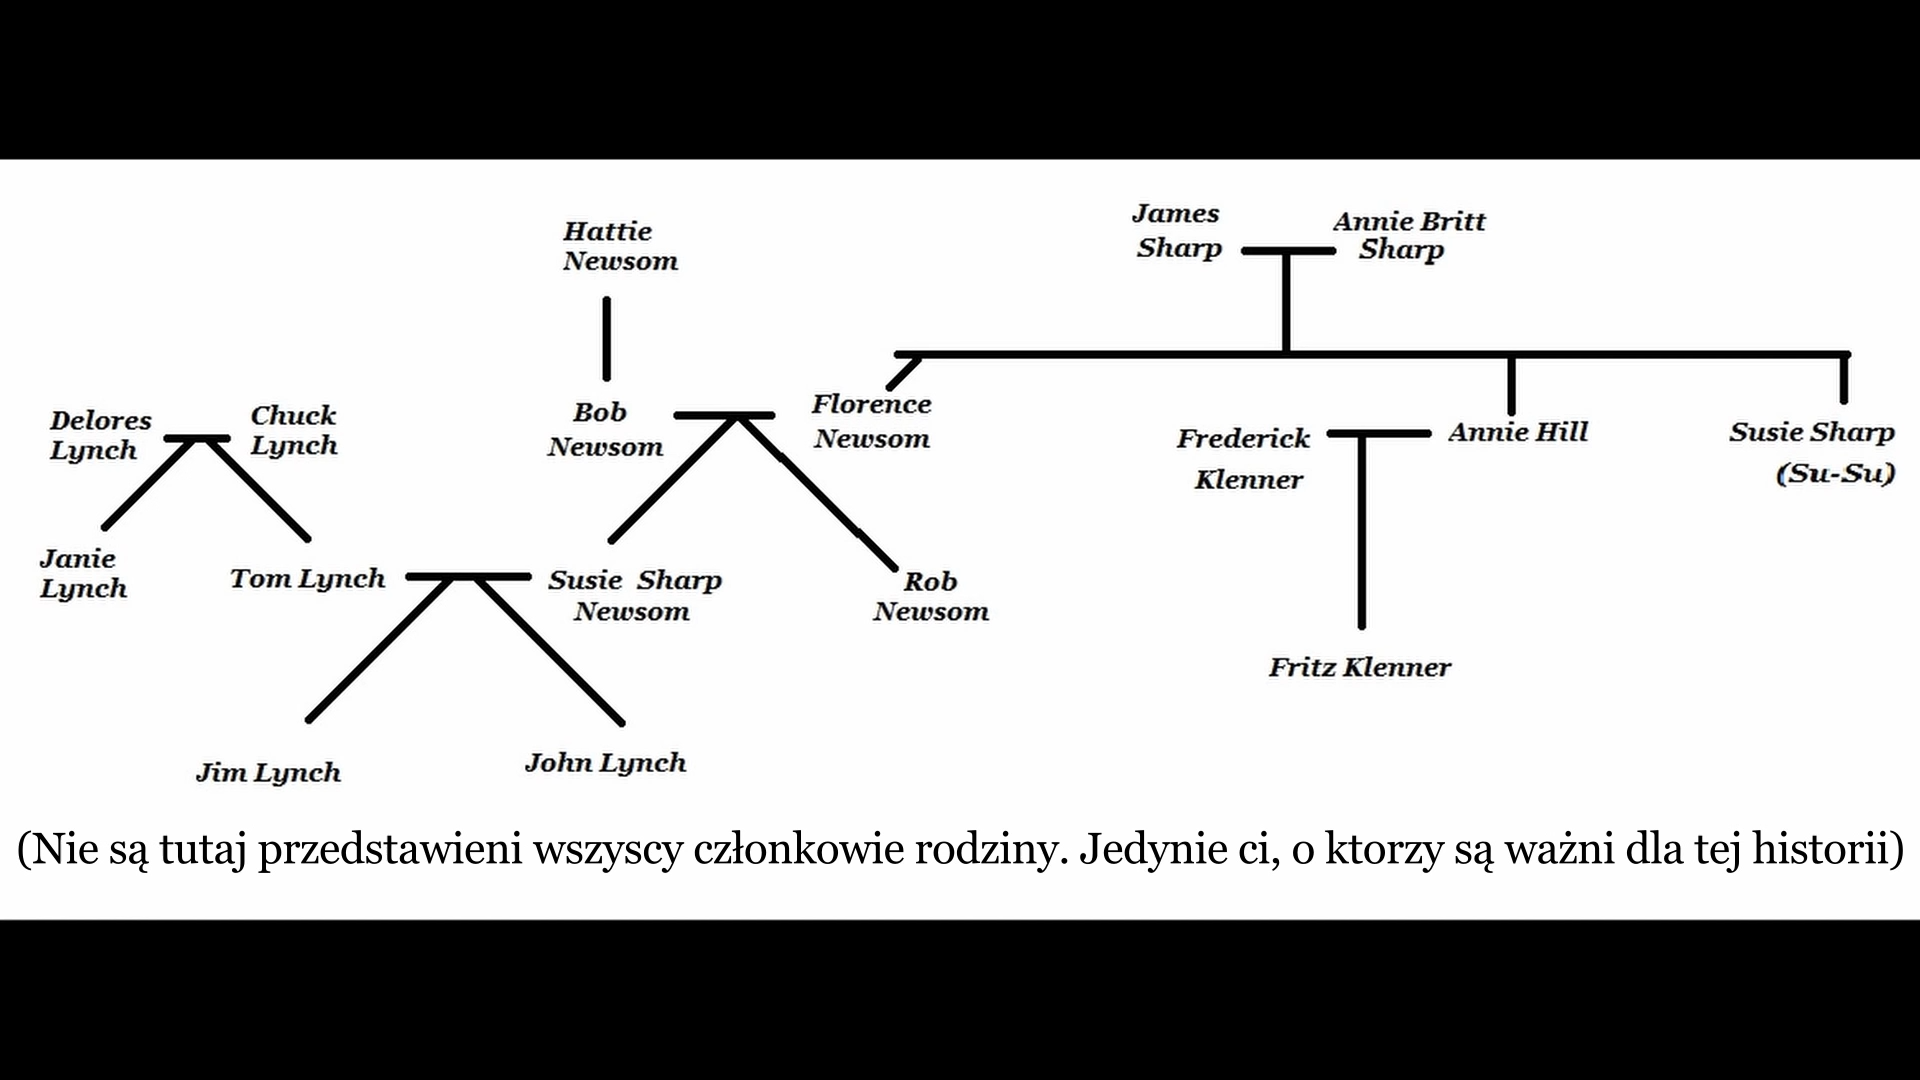 James
Sharp
Annie Britt
Sharp
Hattie
Newsom
Delores
Lynch
Chuck
Lynch
Bob
Newsom
Florence
Newsom
Frederick
Klenner
Annie Hill
Susie Sharp
(Su-Su)
Janie
Lynch
Tom Lynch
Susie Sharp
Newsom
Rob
Newsom
Fritz Klenner
Jim Lynch
John Lynch
(Nie są tutaj przedstawieni wszyscy członkowie rodziny. Jedynie ci, o ktorzy są ważni dla tej historii)